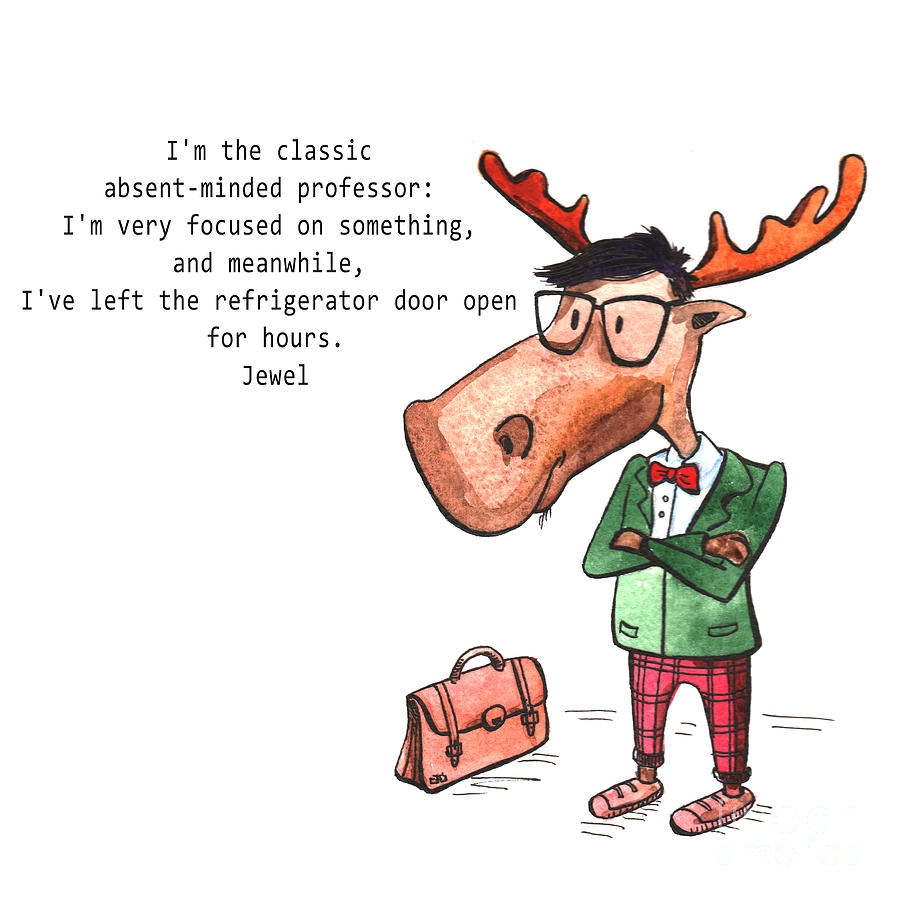 I'm the classic
absent-minded professor:
I'm very focused on something,
and meanwhile,
I've left the refrigerator door open
for hours.
Jewel